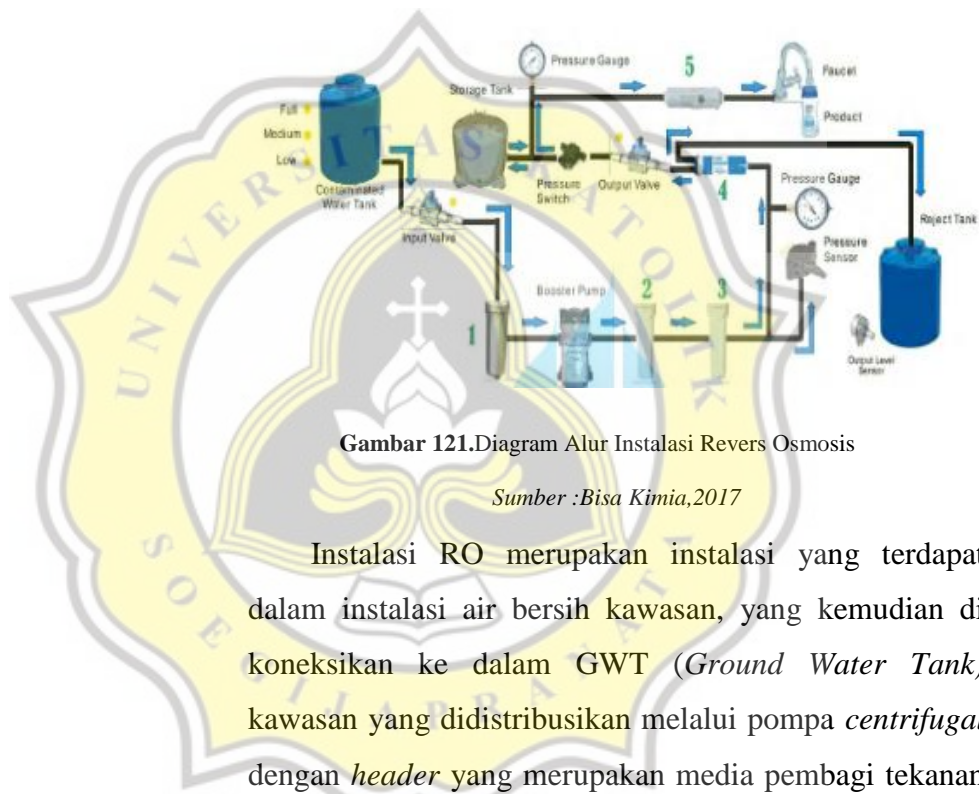 Pressure Gauge
5
Faucet
Storage Tank
Full
Product
Medium
Low
4
Pressure Gauge
Contaminated
Water Tank
Pressure
Switch
Output Valve
Reject Tank
Input Valve
Pressure
Sensor
Booster Pump
2
3
1
Output Level
Sensor
UNIVERSITAS KATOLIK
SOEGIJAPRANATA
Gambar 121.Diagram Alur Instalasi Revers Osmosis
Sumber :Bisa Kimia,2017
Instalasi RO merupakan instalasi yang terdapat
dalam instalasi air bersih kawasan, yang kemudian di
koneksikan ke dalam GWT (Ground Water Tank)
kawasan yang didistribusikan melalui pompa centrifugal
dengan header yang merupakan media pembagi tekanan